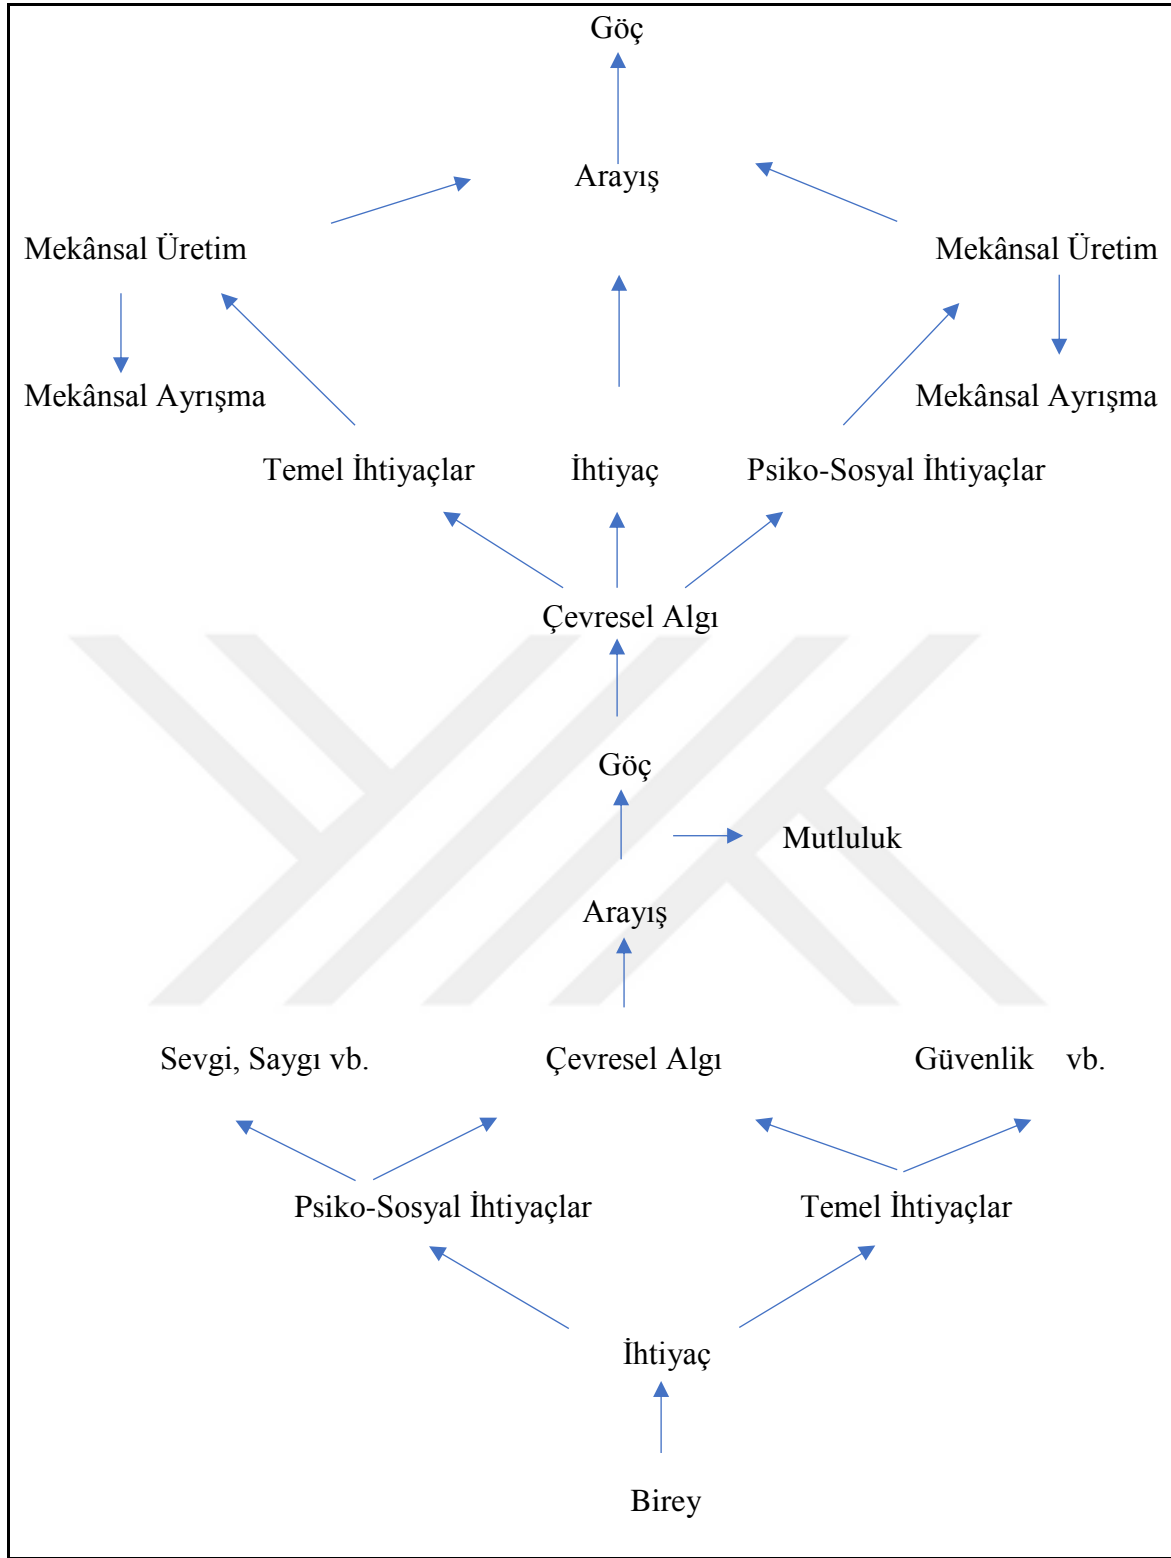 Göç
Arayış
Mekânsal Üretim Mekânsal Üretim
Mekânsal Ayrışma Mekânsal Ayrışma
Temel İhtiyaçlar İhtiyaç Psiko-Sosyal İhtiyaçlar
Çevresel Algı
Göç
Mutluluk
Arayış
Sevgi, Saygı vb. Çevresel Algı Güvenlik vb.
Psiko-Sosyal İhtiyaçlar Temel İhtiyaçlar
İhtiyaç
Birey